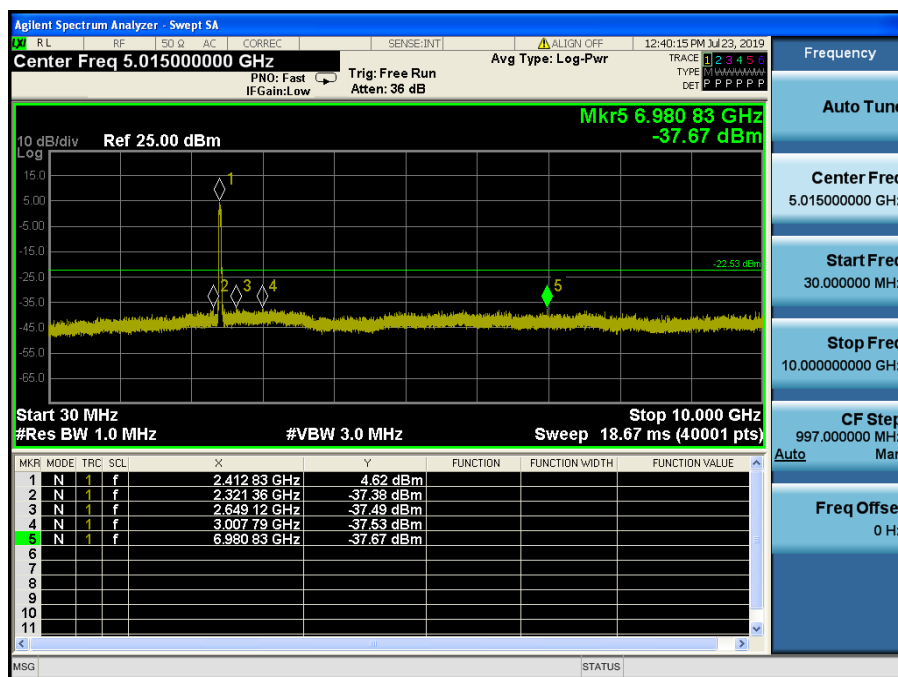 Agilent Spectrum Analyzer - Swept SA
LXI RL RF 50 Ω AC CORREC SENSE:INT ALIGN OFF 12:40:15 PM Jul 23, 2019
Center Freq 5.015000000 GHz
PNO: Fast
IFGain:Low
Trig: Free Run
Atten: 36 dB
Avg Type: Log-Pwr
TRACE 1 2 3 4 5 6
TYPE M WWWWW
DET P P P P P P
Mkr5 6.980 83 GHz
-37.67 dBm
10 dB/div Ref 25.00 dBm
Log
15.0
5.00
-5.00
-15.0
-25.0
-35.0
-45.0
-55.0
-65.0
1
2
3
4
5
-22.53 dBm
Start 30 MHz Stop 10.000 GHz
#Res BW 1.0 MHz #VBW 3.0 MHz Sweep 18.67 ms (40001 pts)
MKR MODE TRC SCL X Y FUNCTION FUNCTION WIDTH FUNCTION VALUE
1 N 1 f 2.412 83 GHz 4.62 dBm
2 N 1 f 2.321 36 GHz -37.38 dBm
3 N 1 f 2.649 12 GHz -37.49 dBm
4 N 1 f 3.007 79 GHz -37.53 dBm
5 N 1 f 6.980 83 GHz -37.67 dBm
6
7
8
9
10
11
MSG STATUS
Frequency
Auto Tune
Center Freq
5.015000000 GHz
Start Freq
30.000000 MHz
Stop Freq
10.000000000 GHz
CF Step
997.000000 MHz
Auto Man
Freq Offset
0 Hz